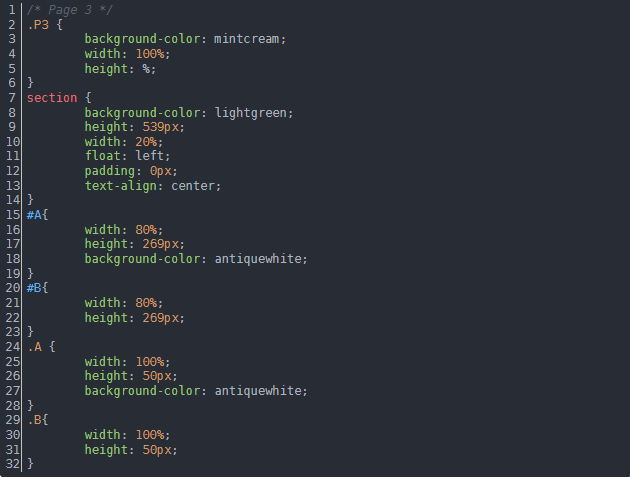 1 /* Page 3 */
2 .P3 {
3 background-color: mintcream;
4 width: 100%;
5 height: %;
6 }
7 section {
8 background-color: lightgreen;
9 height: 539px;
10 width: 20%;
11 float: left;
12 padding: 0px;
13 text-align: center;
14 }
15 #A{
16 width: 80%;
17 height: 269px;
18 background-color: antiquewhite;
19 }
20 #B{
21 width: 80%;
22 height: 269px;
23 }
24 .A {
25 width: 100%;
26 height: 50px;
27 background-color: antiquewhite;
28 }
29 .B{
30 width: 100%;
31 height: 50px;
32 }